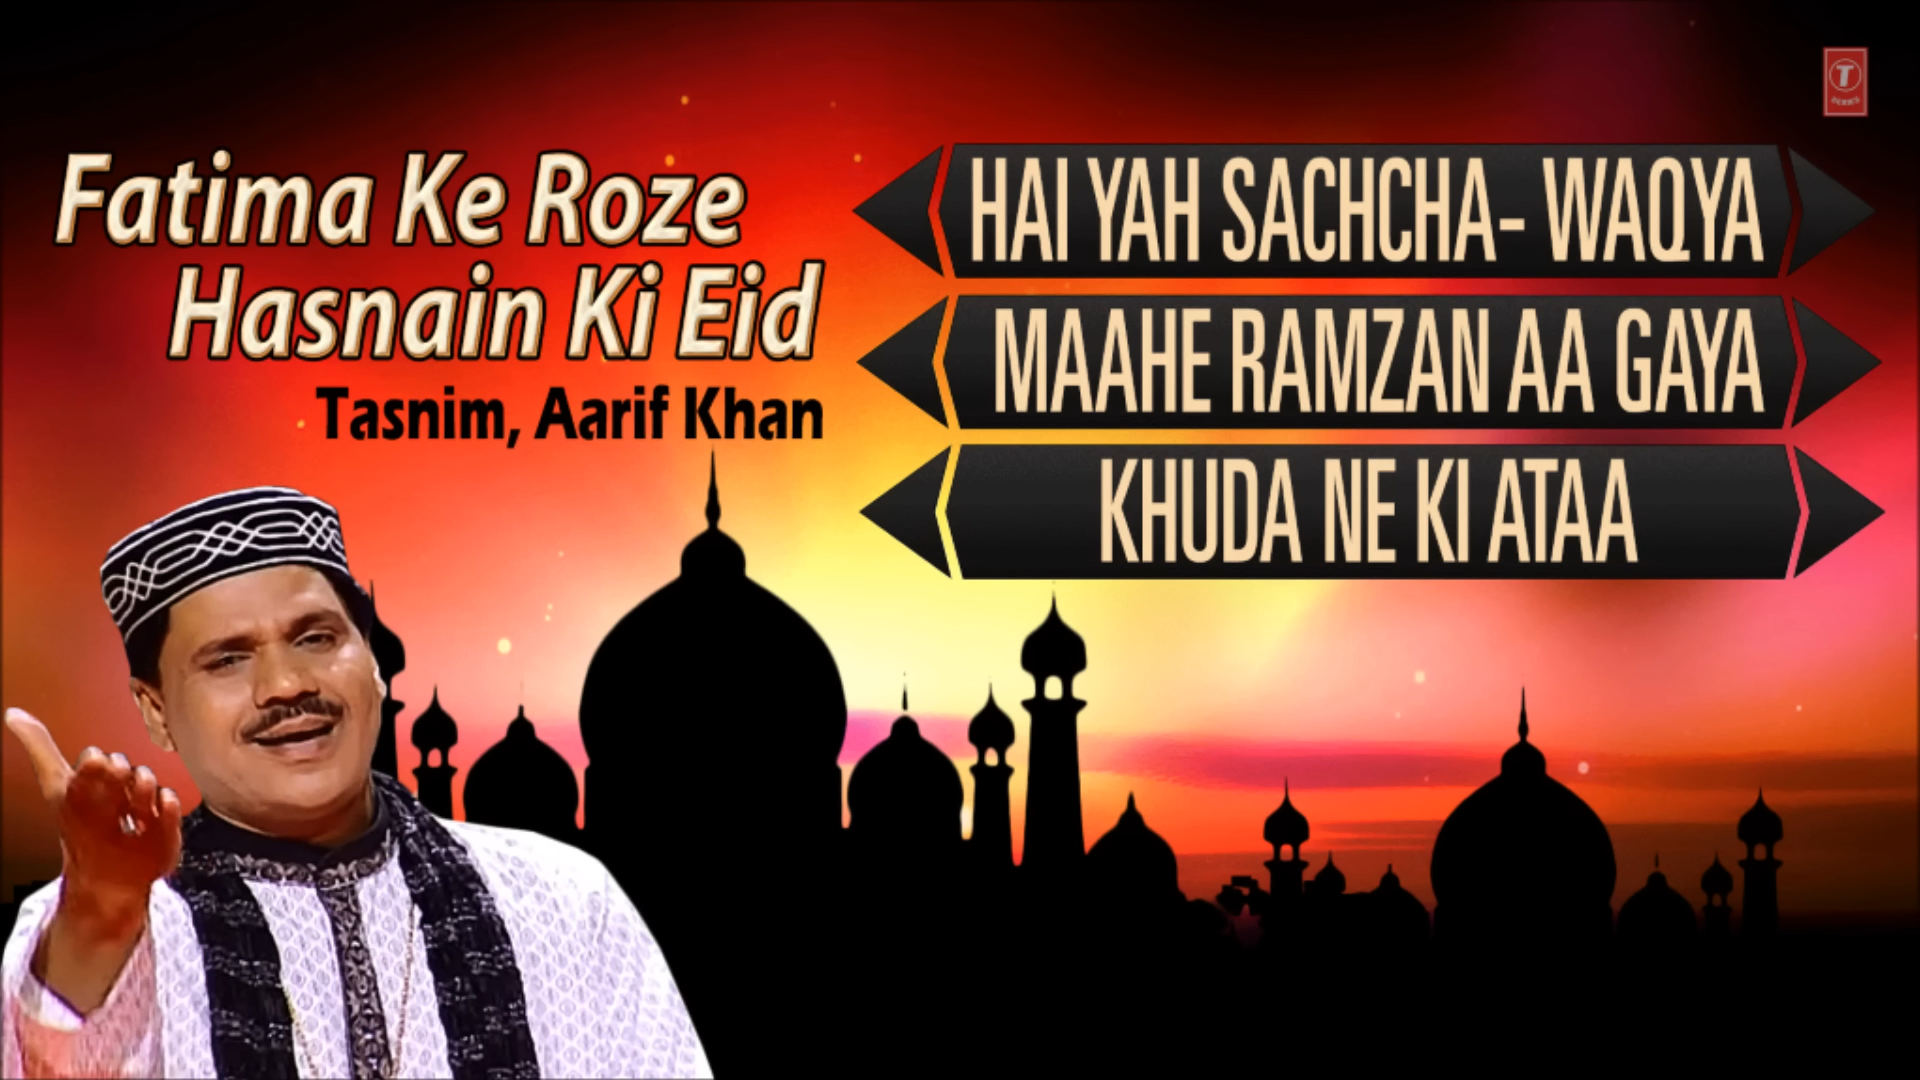 Fatima Ke Roze
Hasnain Ki Eid
Tasnim, Aarif Khan
HAI YAH SACHCHA- WAQYA
MAAHE RAMZAN AA GAYA
KHUDA NE KI ATAA
T
SERIES